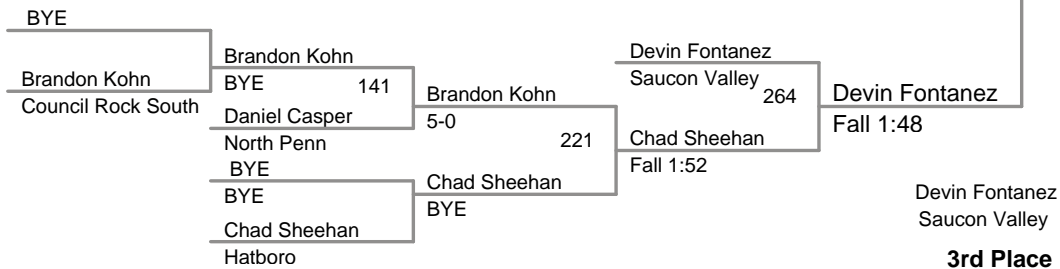 BYE
Brandon Kohn
Council Rock South
Brandon Kohn
BYE
141
Daniel Casper
North Penn
BYE
BYE
Chad Sheehan
Hatboro
Brandon Kohn
5-0
221
Chad Sheehan
BYE
Devin Fontanez
Saucon Valley
264
Chad Sheehan
Fall 1:52
Devin Fontanez
Fall 1:48
Devin Fontanez
Saucon Valley
3rd Place